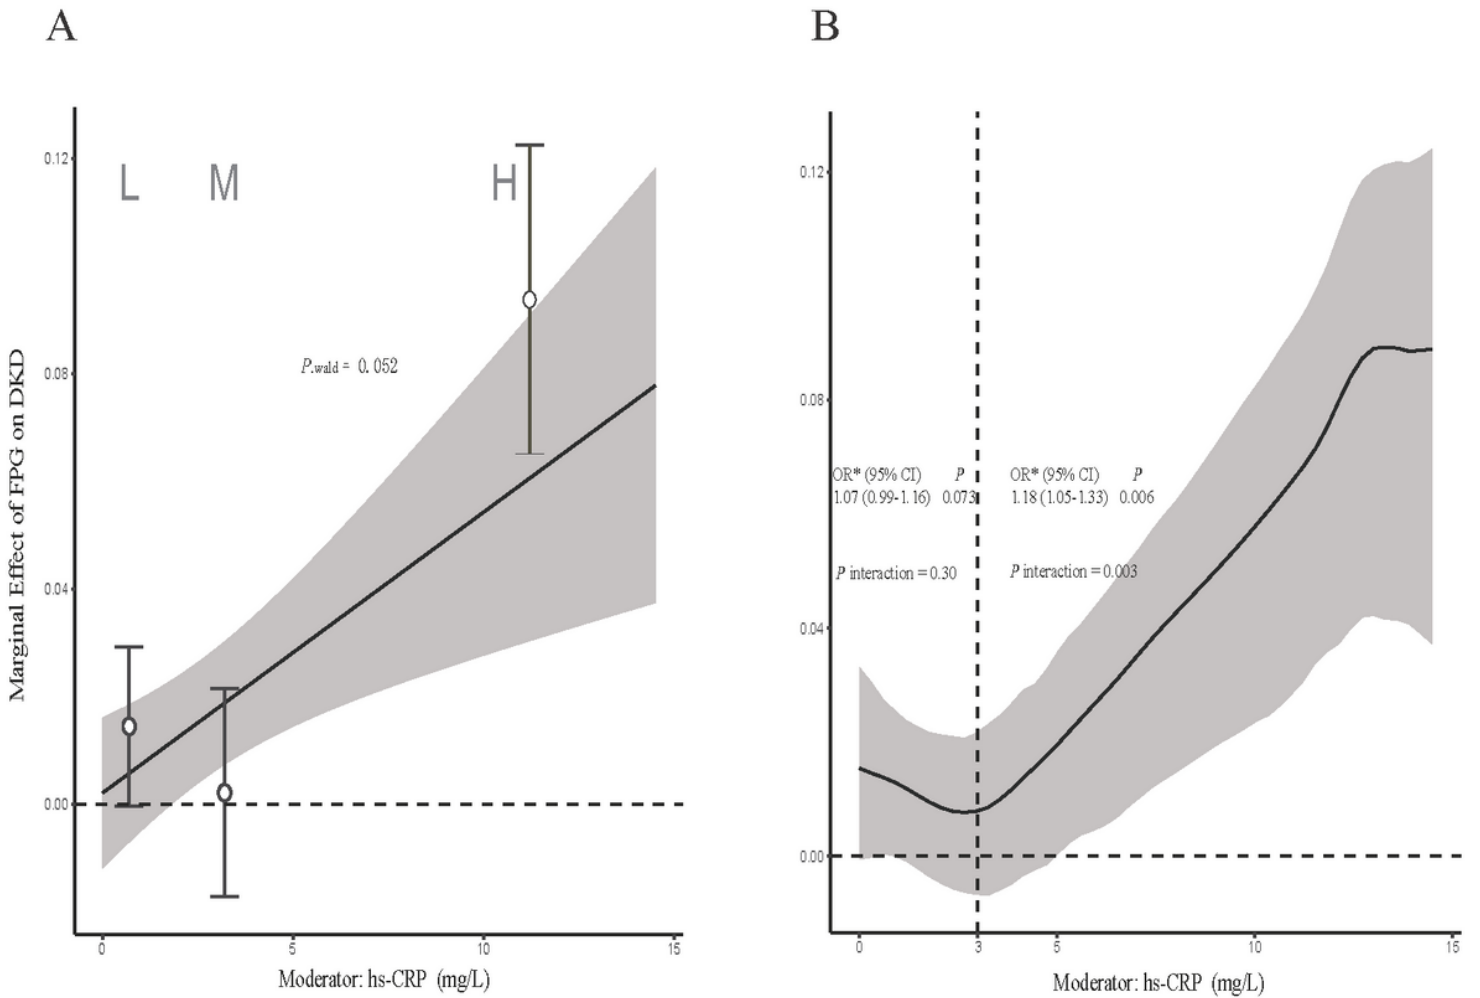 A
B
L
M
H
0.12
0.08
0.04
0.00
Marginal Effect of FPG on DKD
P.wald = 0.052
0
5
10
15
Moderator: hs-CRP (mg/L)
0.12
0.08
0.04
0.00
OR* (95% CI) P
1.07 (0.99-1.16) 0.073
P interaction = 0.30
OR* (95% CI) P
1.18 (1.05-1.33) 0.006
P interaction = 0.003
0
3
5
10
15
Moderator: hs-CRP (mg/L)